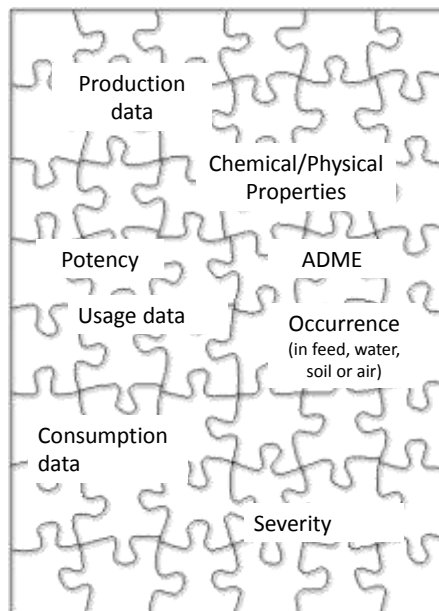 Production
data
Chemical/Physical
Properties
Potency
ADME
Usage data
Occurrence
(in feed, water,
soil or air)
Consumption
data
Severity